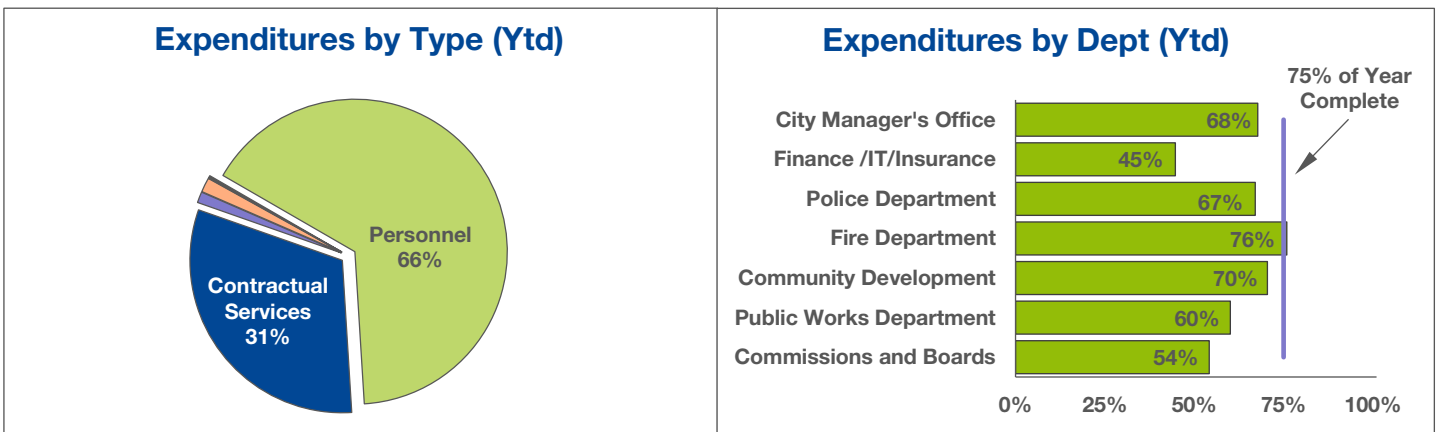 Expenditures by Type (Ytd)
Personnel
66%
Contractual
Services
31%
Expenditures by Dept (Ytd)
75% of Year
Complete
City Manager's Office 68%
Finance /IT/Insurance 45%
Police Department 67%
Fire Department 76%
Community Development 70%
Public Works Department 60%
Commissions and Boards 54%
0% 25% 50% 75% 100%